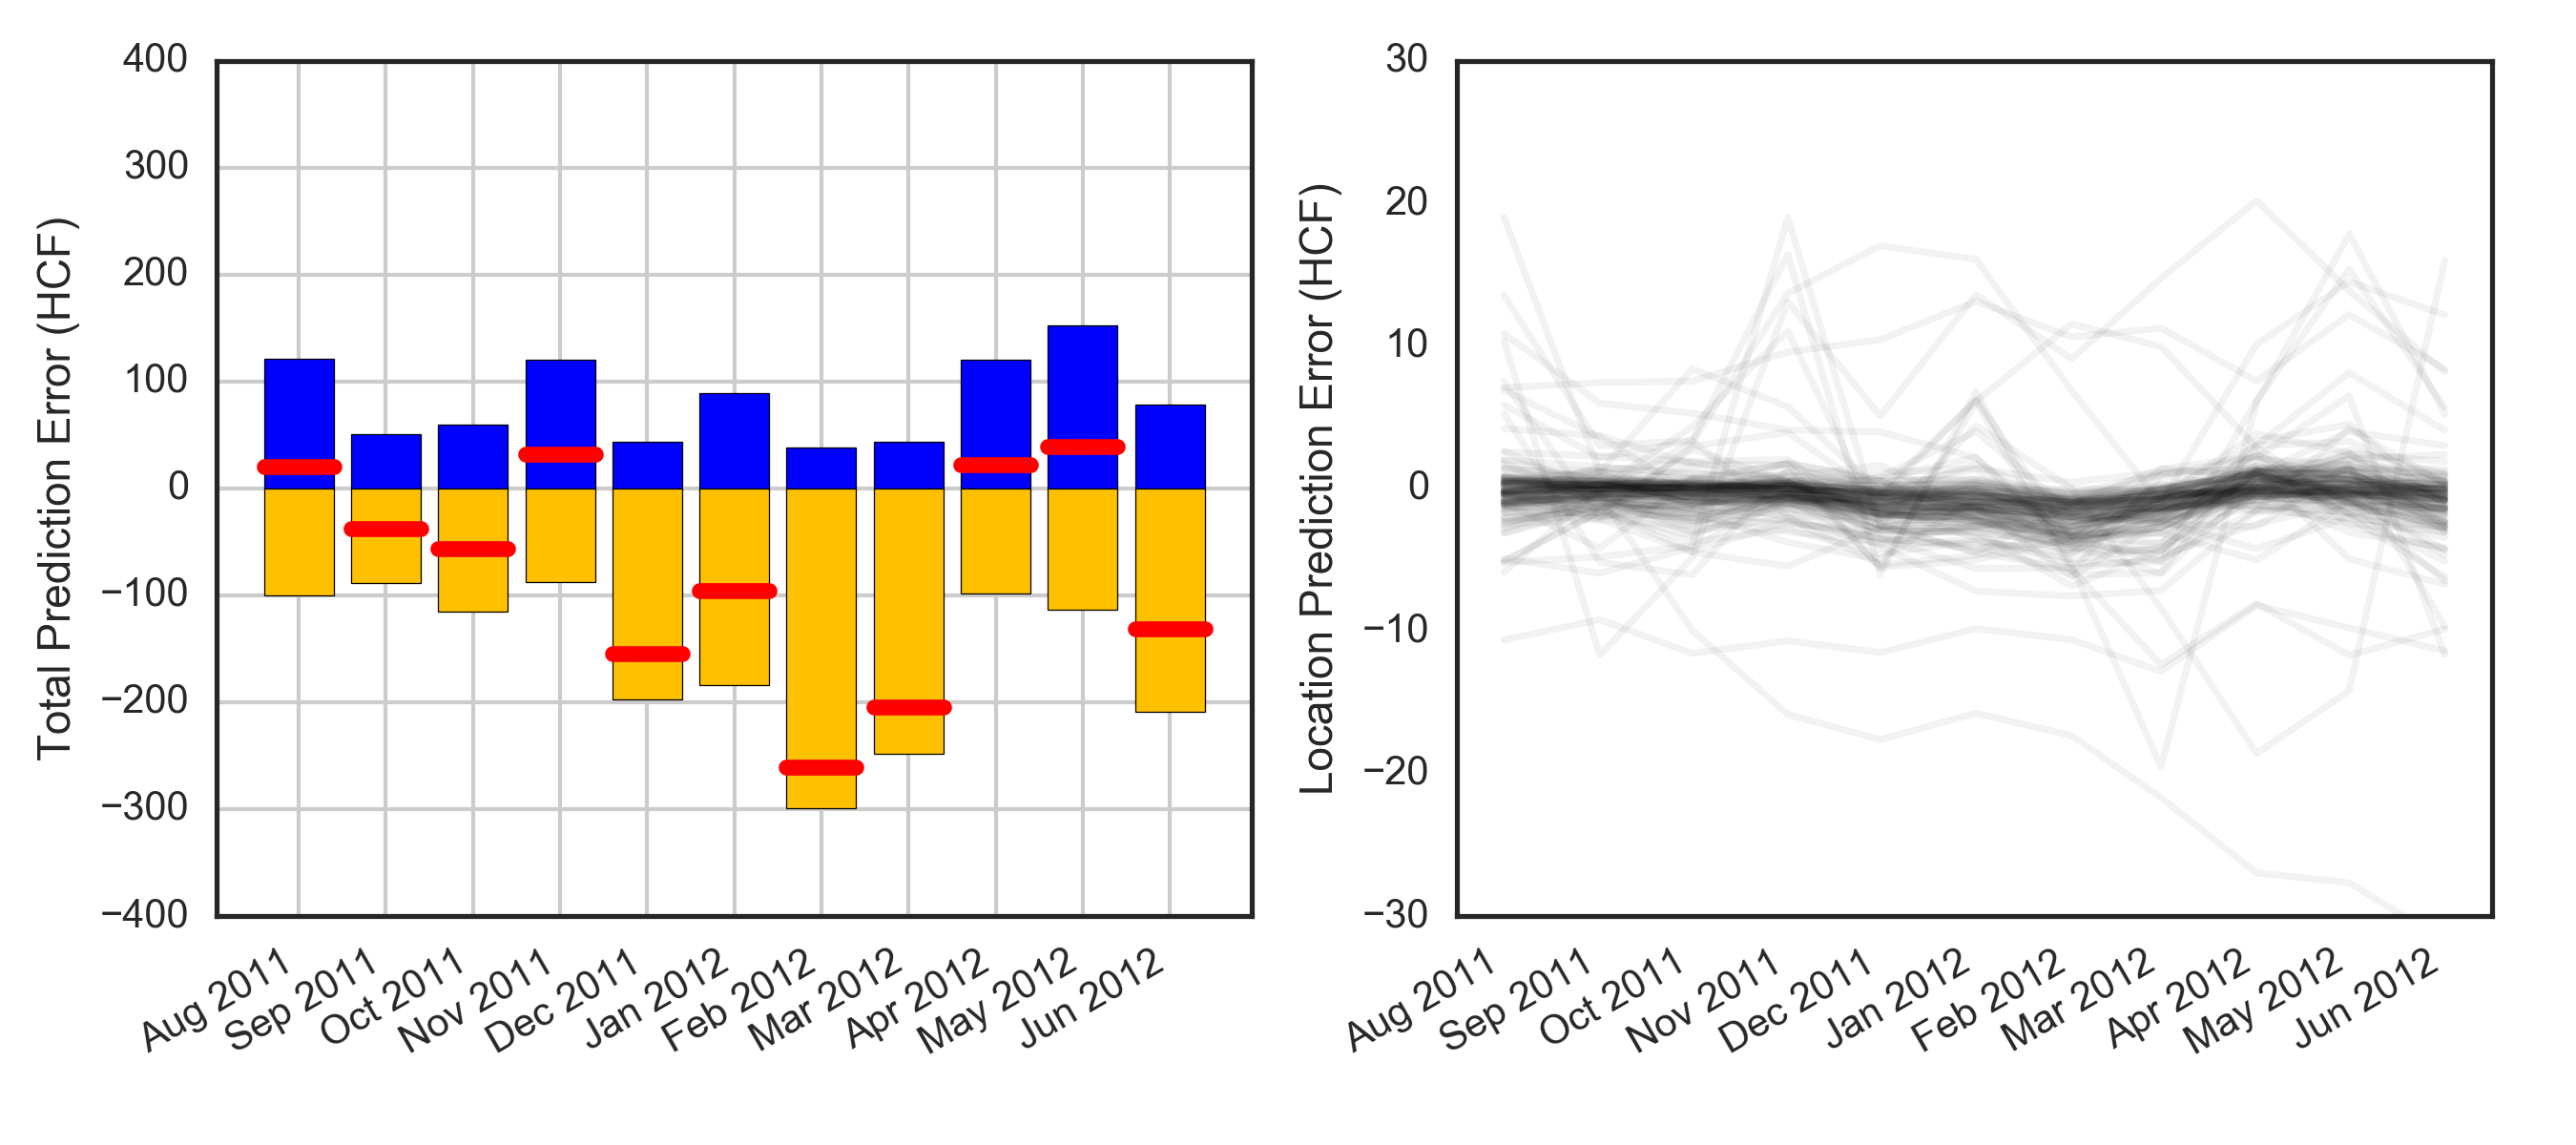 Total Prediction Error (HCF)
400
300
200
100
0
−100
−200
−300
−400
Aug 2011
Sep 2011
Oct 2011
Nov 2011
Dec 2011
Jan 2012
Feb 2012
Mar 2012
Apr 2012
May 2012
Jun 2012
Location Prediction Error (HCF)
30
20
10
0
−10
−20
−30
Aug 2011
Sep 2011
Oct 2011
Nov 2011
Dec 2011
Jan 2012
Feb 2012
Mar 2012
Apr 2012
May 2012
Jun 2012